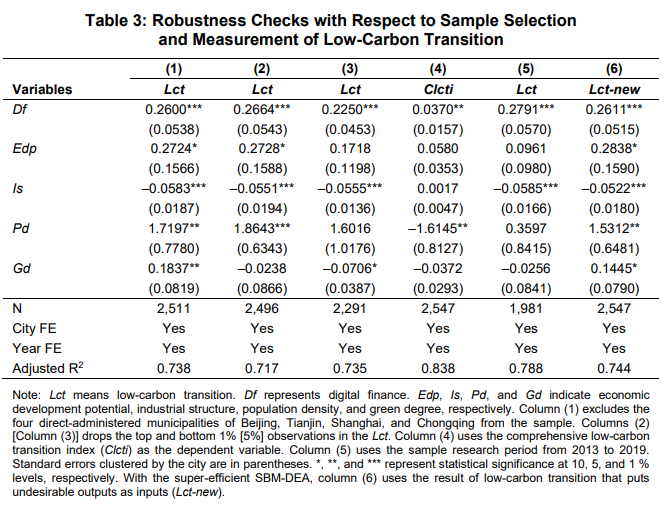 Table 3: Robustness Checks with Respect to Sample Selection
and Measurement of Low-Carbon Transition
(1) (2) (3) (4) (5) (6)
Variables Lct Lct Lct Clcti Lct Lct-new
Df 0.2600*** 0.2664*** 0.2250*** 0.0370** 0.2791*** 0.2611***
(0.0538) (0.0543) (0.0453) (0.0157) (0.0570) (0.0515)
Edp 0.2724* 0.2728* 0.1718 0.0580 0.0961 0.2838*
(0.1566) (0.1588) (0.1198) (0.0353) (0.0980) (0.1590)
Is –0.0583*** –0.0551*** –0.0555*** 0.0017 –0.0585*** –0.0522***
(0.0187) (0.0194) (0.0136) (0.0047) (0.0166) (0.0180)
Pd 1.7197** 1.8643*** 1.6016 –1.6145** 0.3597 1.5312**
(0.7780) (0.6343) (1.0176) (0.8127) (0.8415) (0.6481)
Gd 0.1837** –0.0238 –0.0706* –0.0372 –0.0256 0.1445*
(0.0819) (0.0866) (0.0387) (0.0293) (0.0841) (0.0790)
N 2,511 2,496 2,291 2,547 1,981 2,547
City FE Yes Yes Yes Yes Yes Yes
Year FE Yes Yes Yes Yes Yes Yes
Adjusted R2 0.738 0.717 0.735 0.838 0.788 0.744
Note: Lct means low-carbon transition. Df represents digital finance. Edp, Is, Pd, and Gd indicate economic
development potential, industrial structure, population density, and green degree, respectively. Column (1) excludes the
four direct-administered municipalities of Beijing, Tianjin, Shanghai, and Chongqing from the sample. Columns (2)
[Column (3)] drops the top and bottom 1% [5%] observations in the Lct. Column (4) uses the comprehensive low-carbon
transition index (Clcti) as the dependent variable. Column (5) uses the sample research period from 2013 to 2019.
Standard errors clustered by the city are in parentheses. *, **, and *** represent statistical significance at 10, 5, and 1 %
levels, respectively. With the super-efficient SBM-DEA, column (6) uses the result of low-carbon transition that puts
undesirable outputs as inputs (Lct-new).